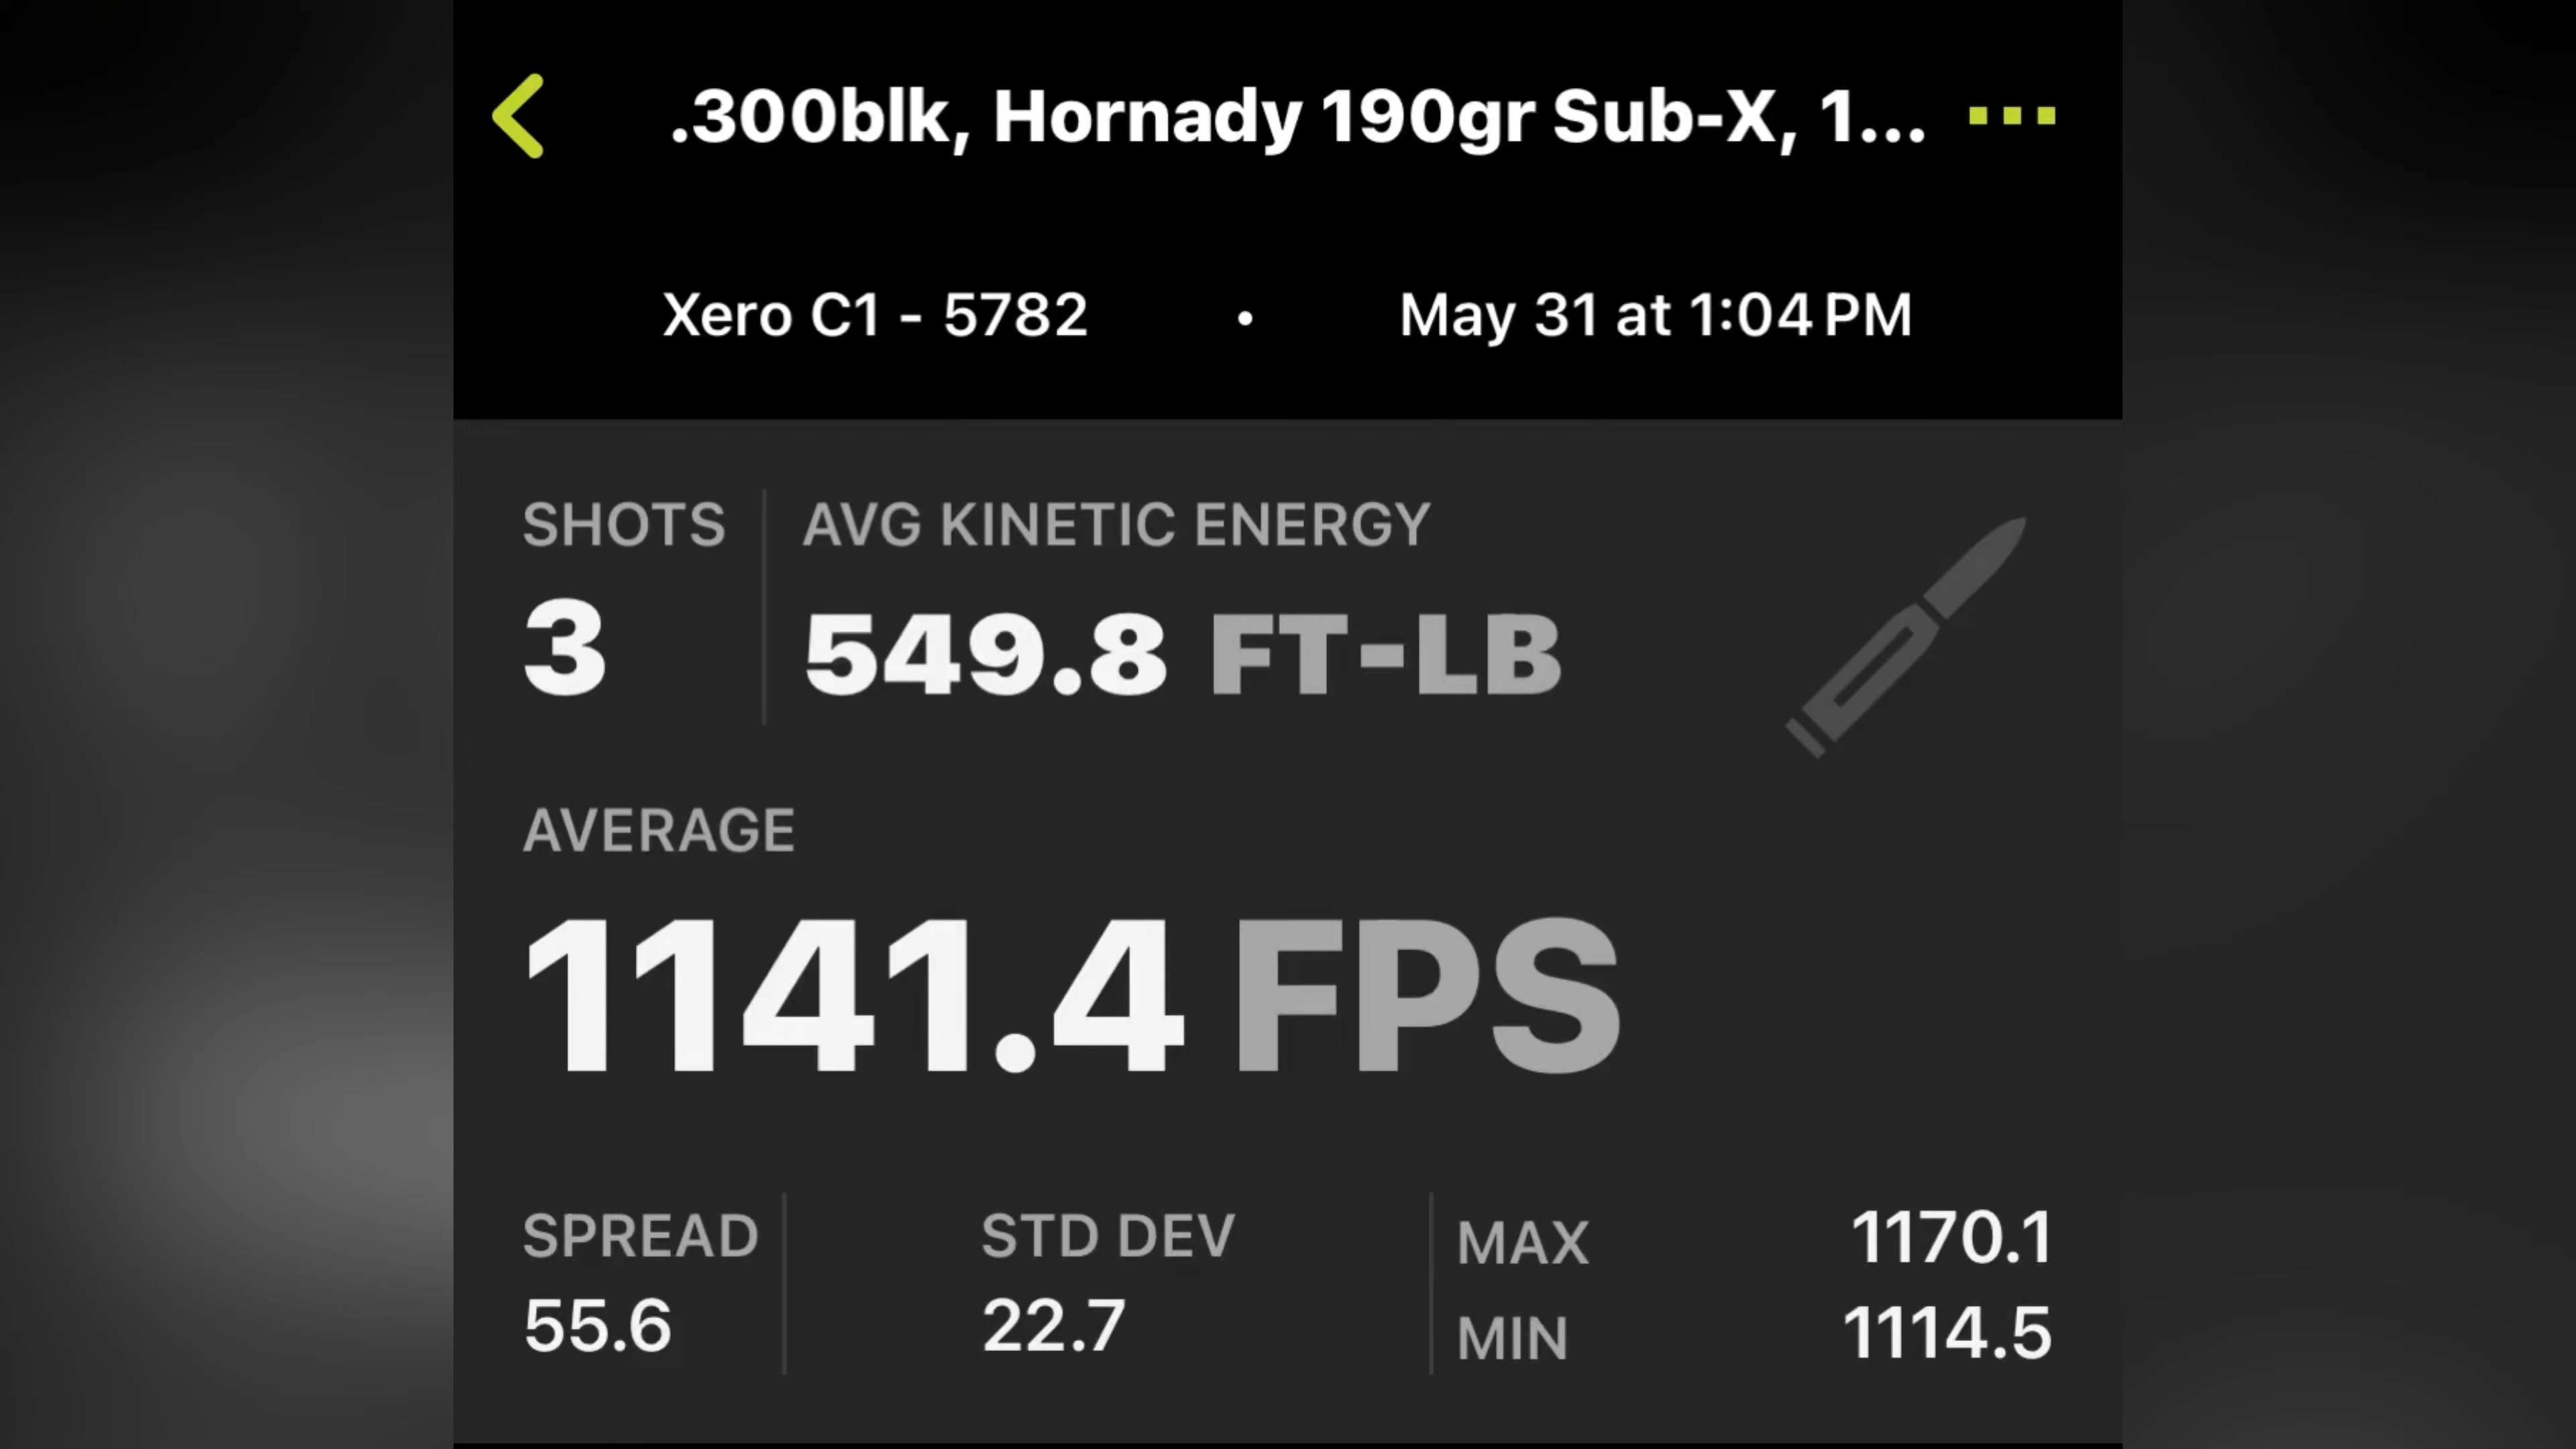 .300blk, Hornady 190gr Sub-X, 1...
Xero C1 - 5782 • May 31 at 1:04 PM
SHOTS
3
AVG KINETIC ENERGY
549.8 FT-LB
AVERAGE
1141.4 FPS
SPREAD
55.6
STD DEV
22.7
MAX 1170.1
MIN 1114.5